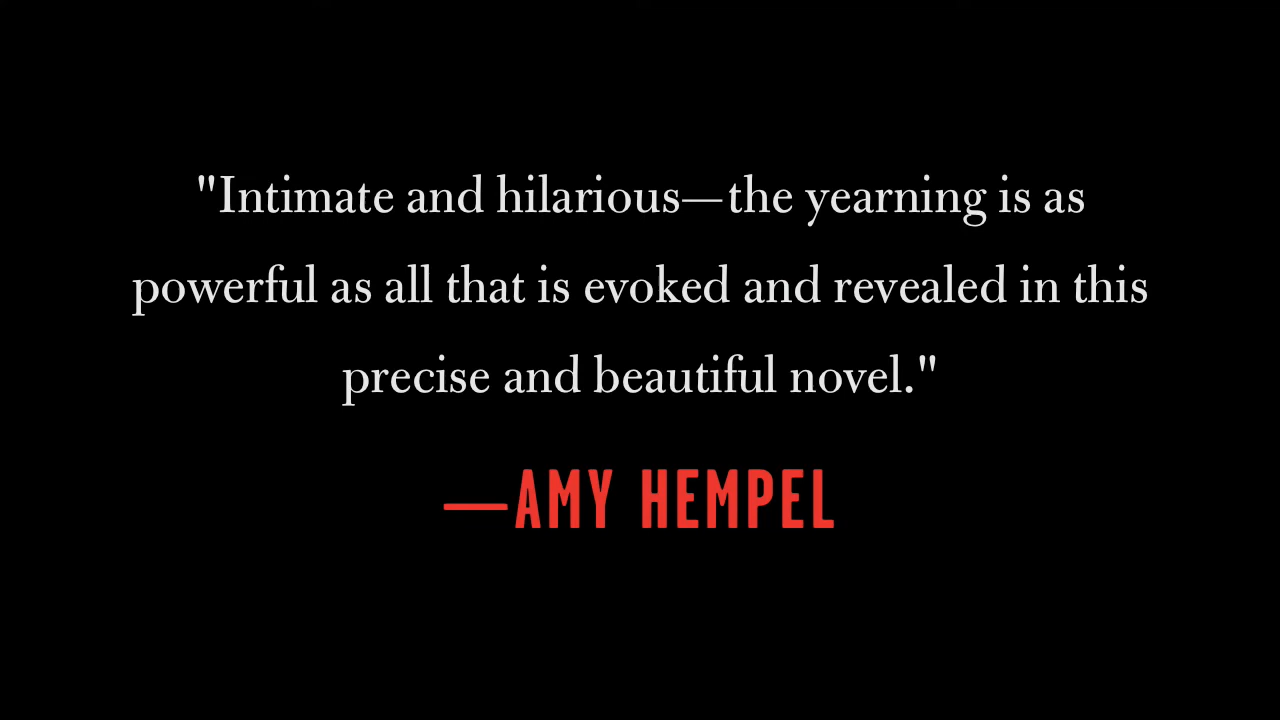 "Intimate and hilarious—the yearning is as
powerful as all that is evoked and revealed in this
precise and beautiful novel."
—AMY HEMPEL